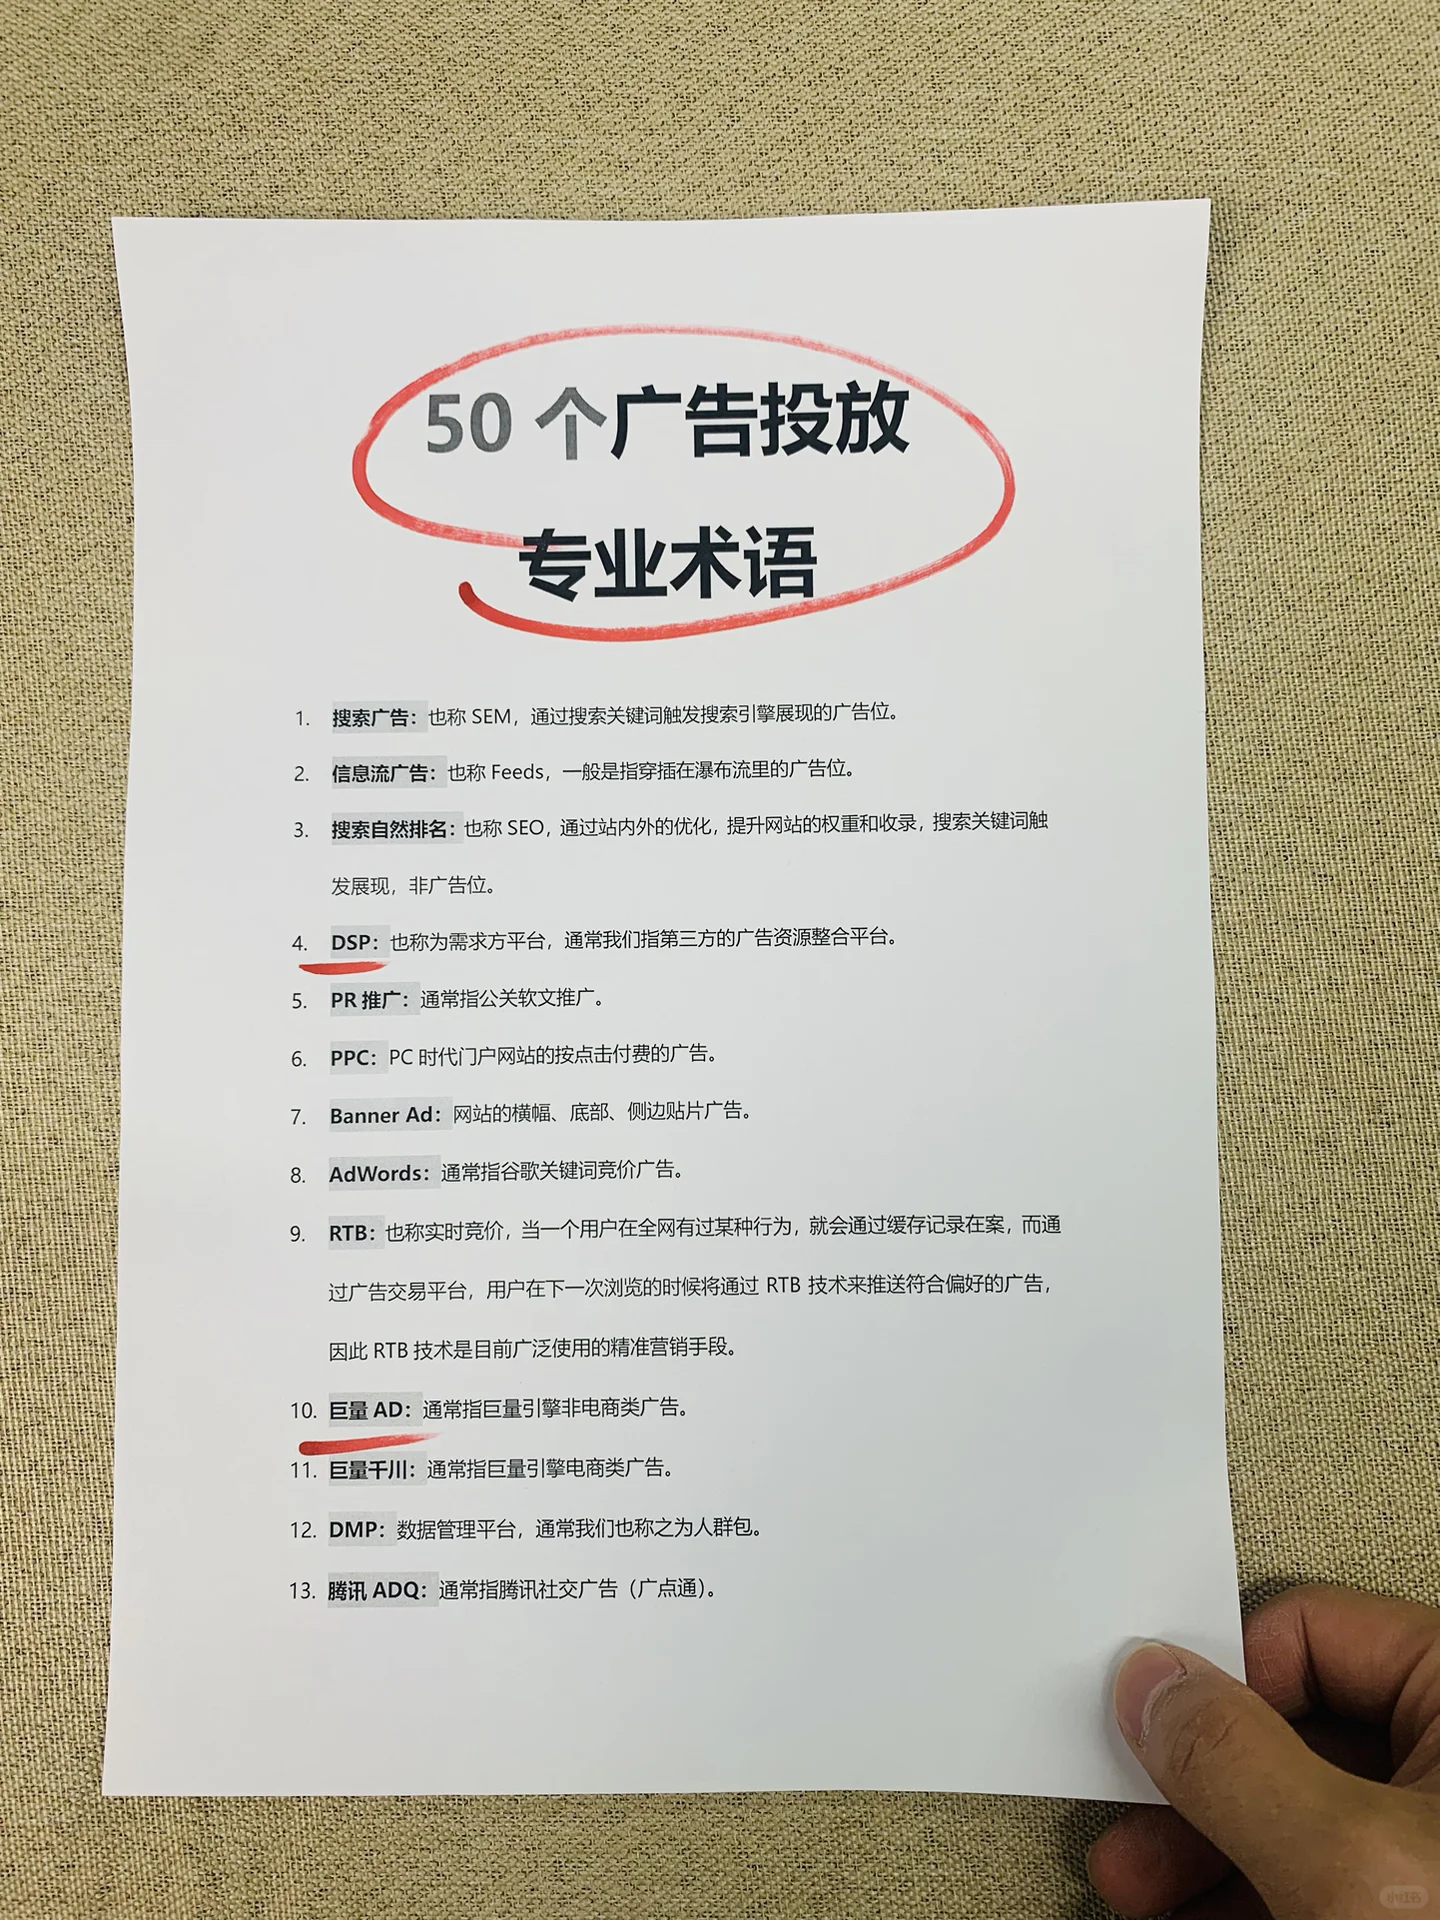 50 个广告投放
专业术语
1. 搜索广告：也称 SEM，通过搜索关键词触发搜索引擎展现的广告位。
2. 信息流广告：也称 Feeds，一般是指穿插在瀑布流里的广告位。
3. 搜索自然排名：也称 SEO，通过站内外的优化，提升网站的权重和收录，搜索关键词触
发展现，非广告位。
4. DSP：也称为需求方平台，通常我们指第三方的广告资源整合平台。
5. PR 推广：通常指公关软文推广。
6. PPC：PC 时代门户网站的按点击付费的广告。
7. Banner Ad：网站的横幅、底部、侧边贴片广告。
8. AdWords：通常指谷歌关键词竞价广告。
9. RTB：也称实时竞价，当一个用户在全网有过某种行为，就会通过缓存记录在案，而通
过广告交易平台，用户在下一次浏览的时候将通过 RTB 技术来推送符合偏好的广告，
因此 RTB 技术是目前广泛使用的精准营销手段。
10. 巨量 AD：通常指巨量引擎非电商类广告。
11. 巨量千川：通常指巨量引擎电商类广告。
12. DMP：数据管理平台，通常我们也称之为人群包。
13. 腾讯 ADQ：通常指腾讯社交广告（广点通）。
小红书